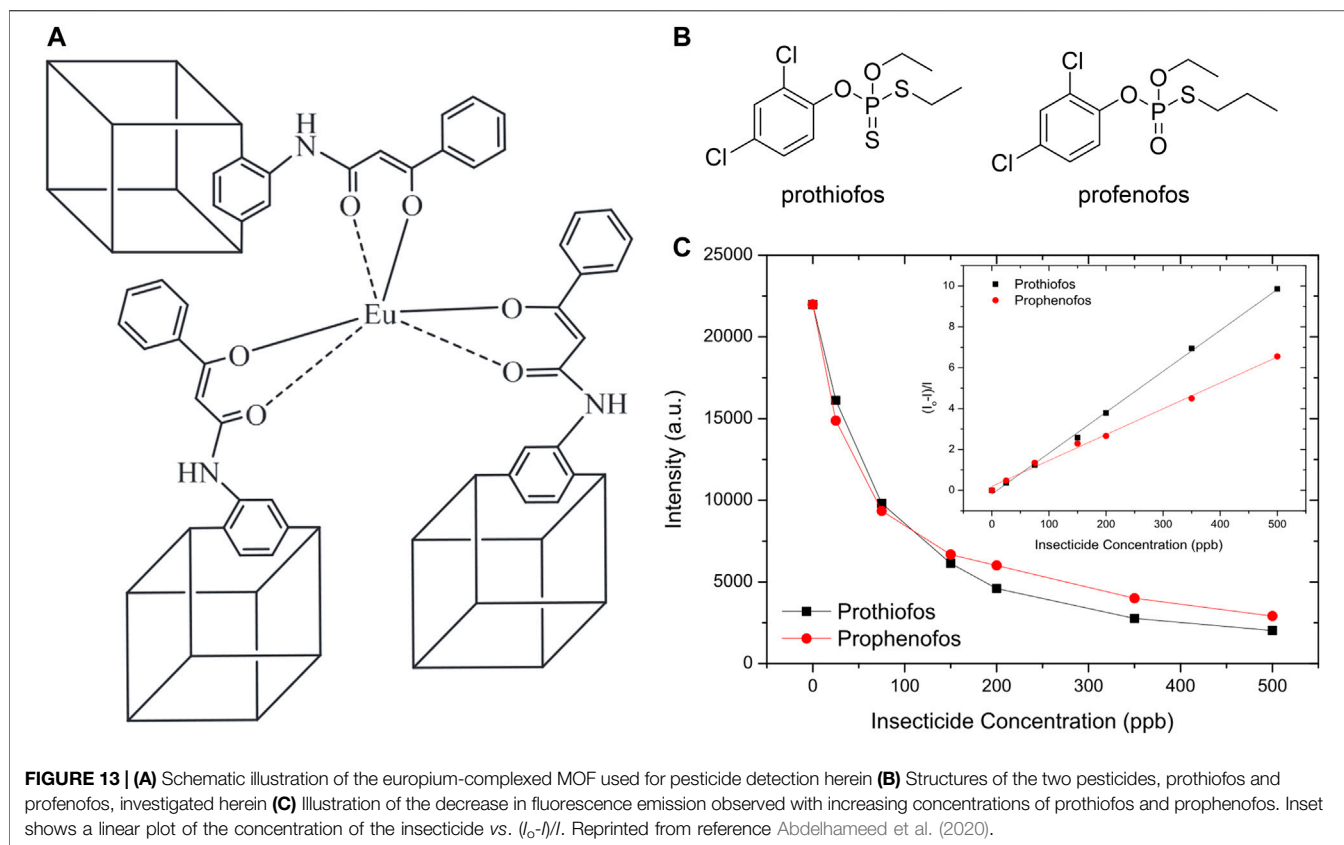 A
H
N
O
O
Eu
O
O
O
O
NH
HN
B
Cl
O
O
P
S
S
Cl
prothiofos
Cl
O
O
P
S
O
Cl
profenofos
C
25000
20000
15000
10000
5000
0
Intensity (a.u.)
0 100 200 300 400 500
Insecticide Concentration (ppb)
Prothiofos
Prophenofos
10
8
6
4
2
0
(Io-I)/I
Prothiofos
Prophenofos
0 100 200 300 400 500
Insecticide Concentration (ppb)
FIGURE 13 | (A) Schematic illustration of the europium-complexed MOF used for pesticide detection herein (B) Structures of the two pesticides, prothiofos and
profenofos, investigated herein (C) Illustration of the decrease in fluorescence emission observed with increasing concentrations of prothiofos and prophenofos. Inset
shows a linear plot of the concentration of the insecticide vs. (Io-I)/I. Reprinted from reference Abdelhameed et al. (2020).